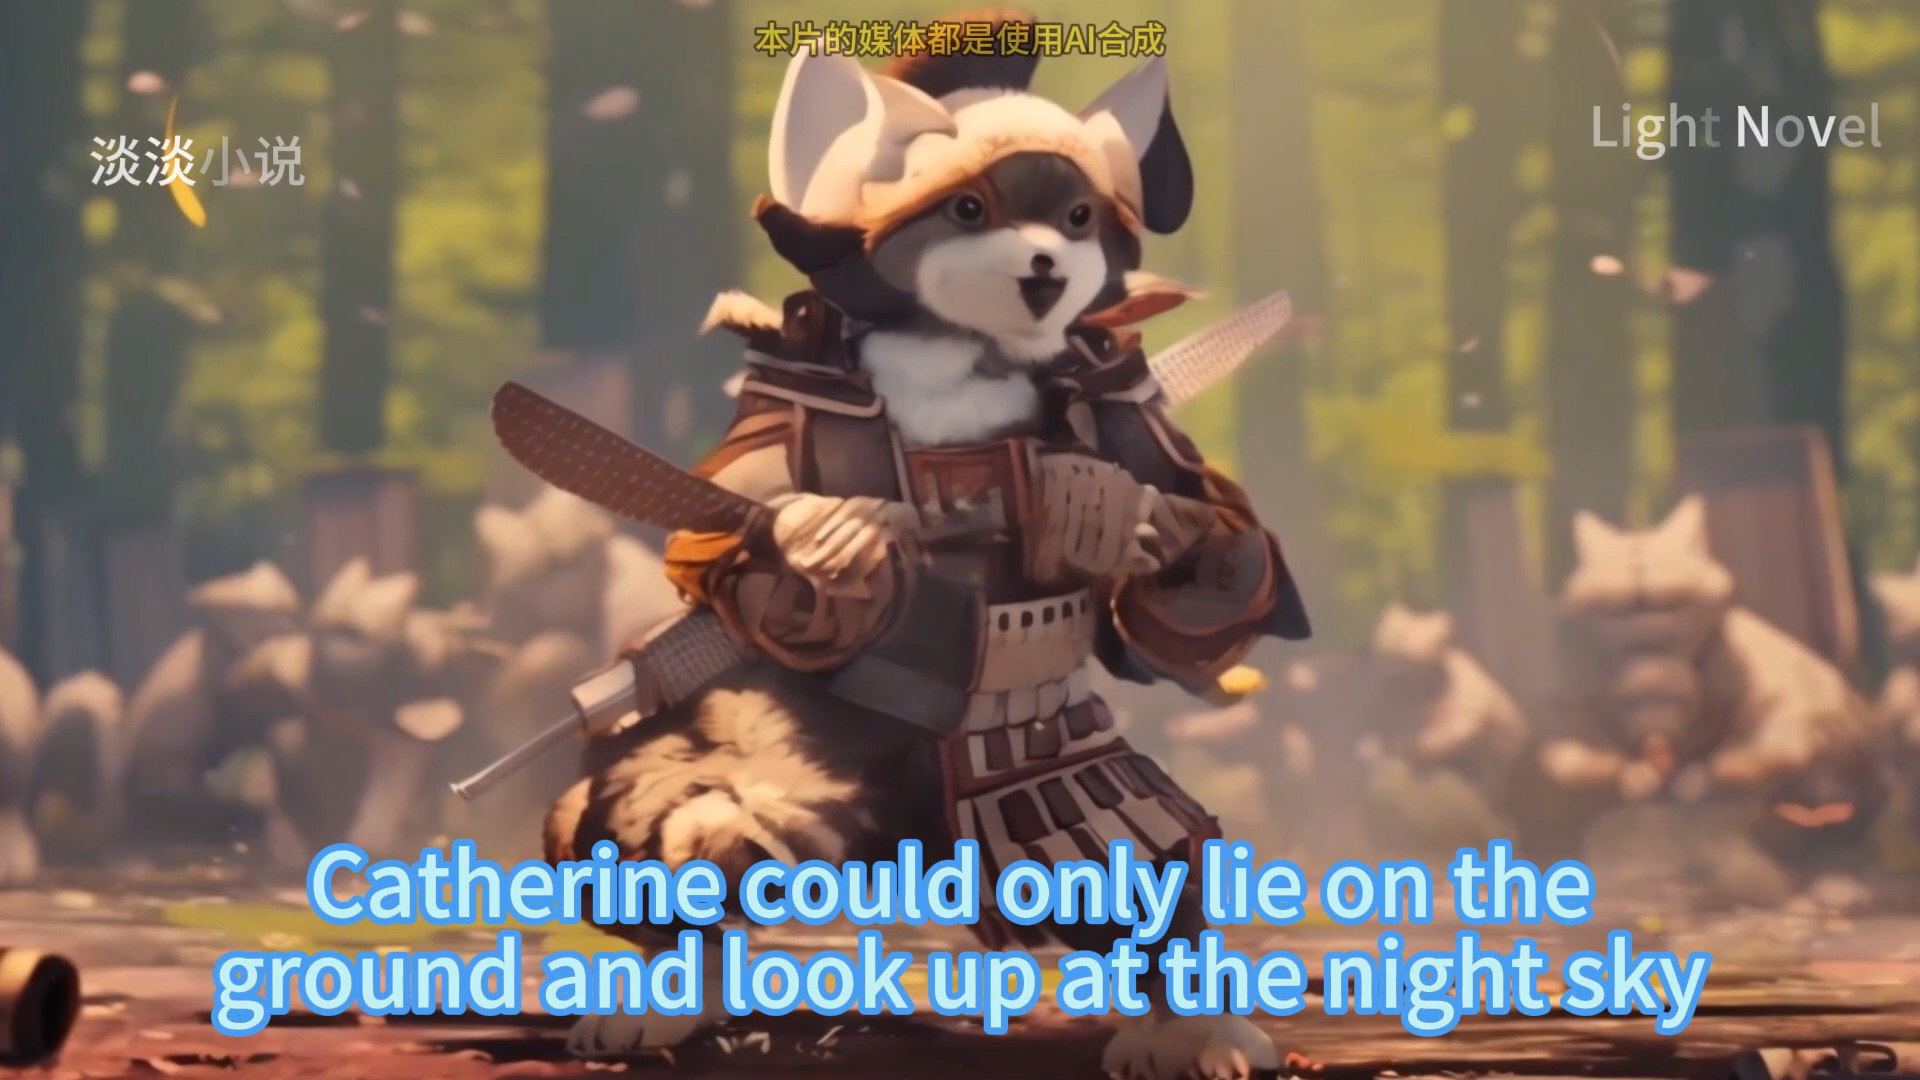 本片的媒体都是使用AI合成
淡淡小说
Light Novel
Catherine could only lie on the
ground and look up at the night sky